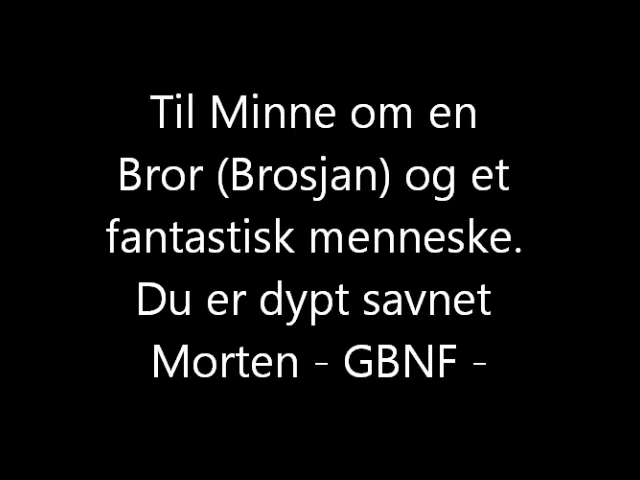 Til Minne om en
Bror (Brosjan) og et
fantastisk menneske.
Du er dypt savnet
Morten - GBNF -